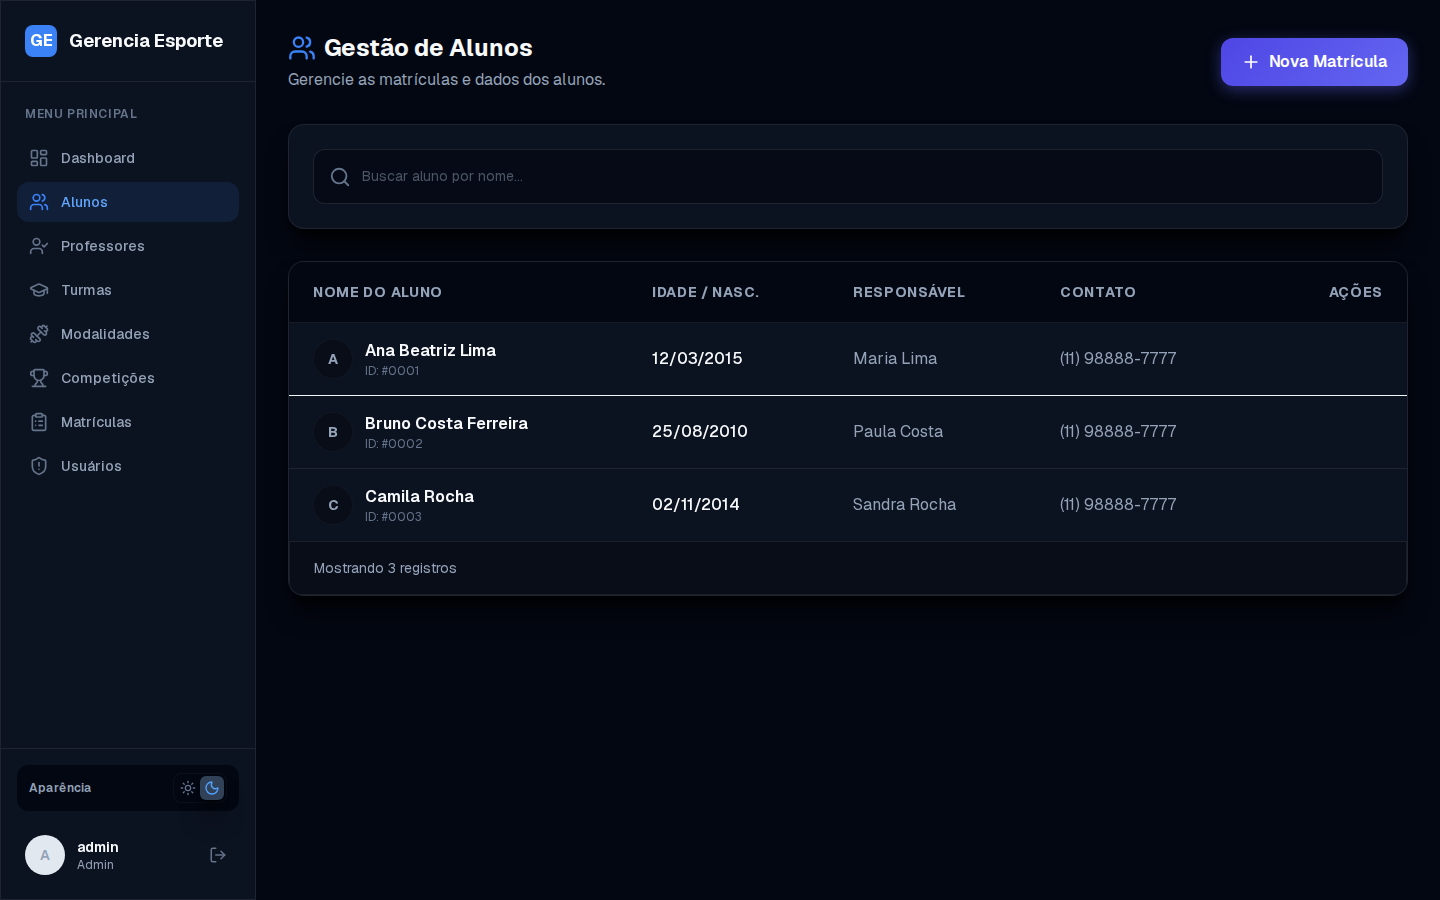 GE Gerencia Esporte
MENU PRINCIPAL
Dashboard
Alunos
Professores
Turmas
Modalidades
Competições
Matrículas
Usuários
Aparência
A
admin
Admin
Gestão de Alunos
Gerencie as matrículas e dados dos alunos.
Nova Matrícula
Buscar aluno por nome...
NOME DO ALUNO IDADE / NASC. RESPONSÁVEL CONTATO AÇÕES
A Ana Beatriz Lima 12/03/2015 Maria Lima (11) 98888-7777
ID: #0001
B Bruno Costa Ferreira 25/08/2010 Paula Costa (11) 98888-7777
ID: #0002
C Camila Rocha 02/11/2014 Sandra Rocha (11) 98888-7777
ID: #0003
Mostrando 3 registros